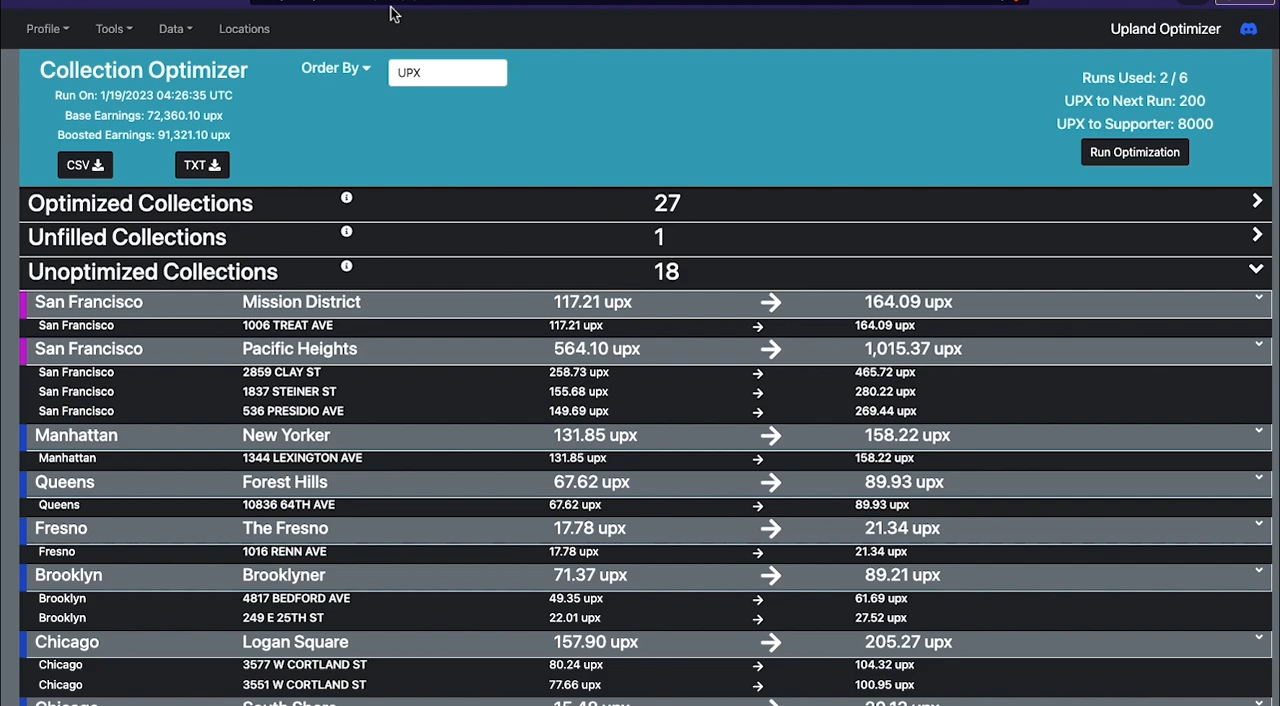 Profile Tools Data Locations Upland Optimizer
Collection Optimizer Order By UPX
Run On: 1/19/2023 04:26:35 UTC
Base Earnings: 72,360.10 upx
Boosted Earnings: 91,321.10 upx
CSV TXT
Runs Used: 2 / 6
UPX to Next Run: 200
UPX to Supporter: 8000
Run Optimization
Optimized Collections 27
Unfilled Collections 1
Unoptimized Collections 18
San Francisco Mission District 117.21 upx → 164.09 upx
San Francisco 1006 TREAT AVE 117.21 upx → 164.09 upx
San Francisco Pacific Heights 564.10 upx → 1,015.37 upx
San Francisco 2859 CLAY ST 258.73 upx → 465.72 upx
San Francisco 1837 STEINER ST 155.68 upx → 280.22 upx
San Francisco 536 PRESIDIO AVE 149.69 upx → 269.44 upx
Manhattan New Yorker 131.85 upx → 158.22 upx
Manhattan 1344 LEXINGTON AVE 131.85 upx → 158.22 upx
Queens Forest Hills 67.62 upx → 89.93 upx
Queens 10836 64TH AVE 67.62 upx → 89.93 upx
Fresno The Fresno 17.78 upx → 21.34 upx
Fresno 1016 RENN AVE 17.78 upx → 21.34 upx
Brooklyn Brooklyner 71.37 upx → 89.21 upx
Brooklyn 4817 BEDFORD AVE 49.35 upx → 61.69 upx
Brooklyn 249 E 25TH ST 22.01 upx → 27.52 upx
Chicago Logan Square 157.90 upx → 205.27 upx
Chicago 3577 W CORTLAND ST 80.24 upx → 104.32 upx
Chicago 3551 W CORTLAND ST 77.66 upx → 100.95 upx